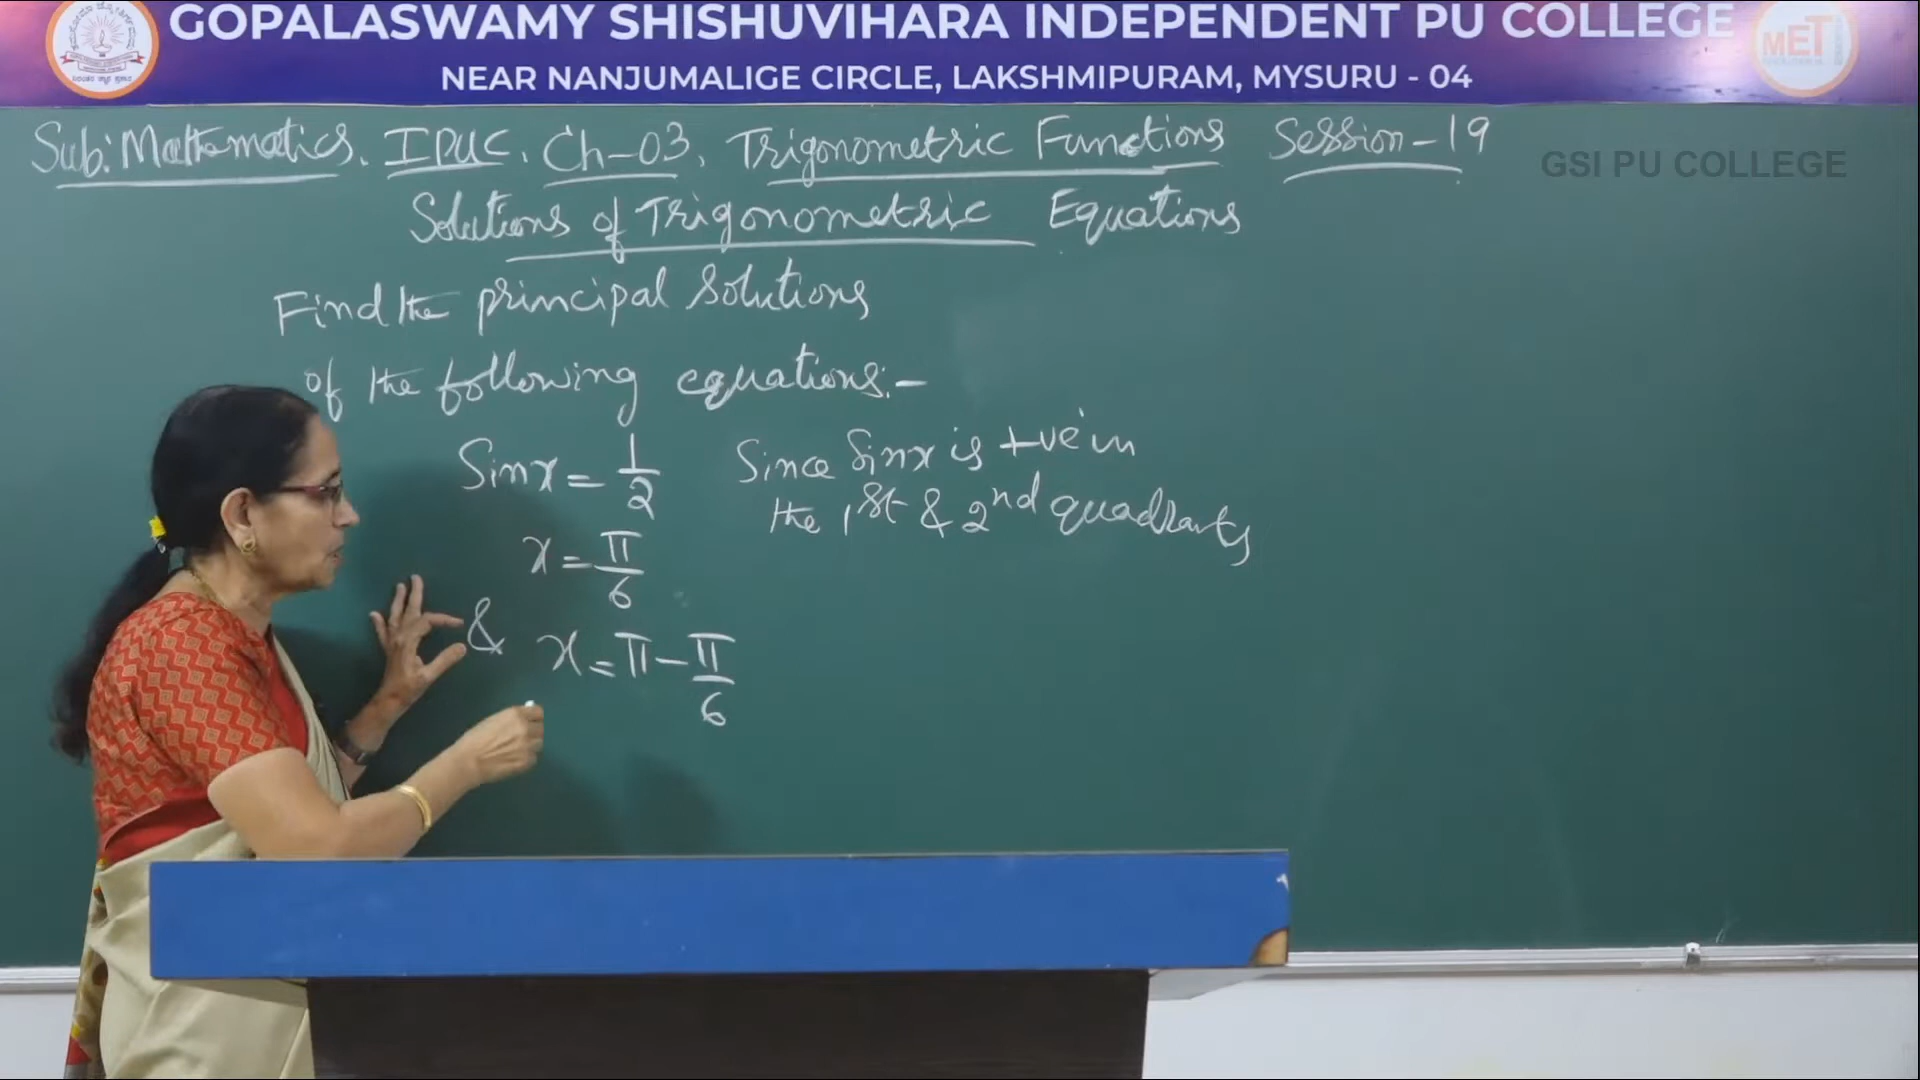 GOPALASWAMY SHISHUVIHARA INDEPENDENT PU COLLEGE
NEAR NANJUMALIGE CIRCLE, LAKSHMIPURAM, MYSURU - 04
MET
Sub: Mathematics. I PUC. Ch-03. Trigonometric Functions Session-19
GSI PU COLLEGE
Solutions of Trigonometric Equations
Find the principal solutions
of the following equations:-
Sinx = 1/2 Since Sinx is +ve in
the 1st & 2nd quadrants
x = π/6
& x = π - π/6